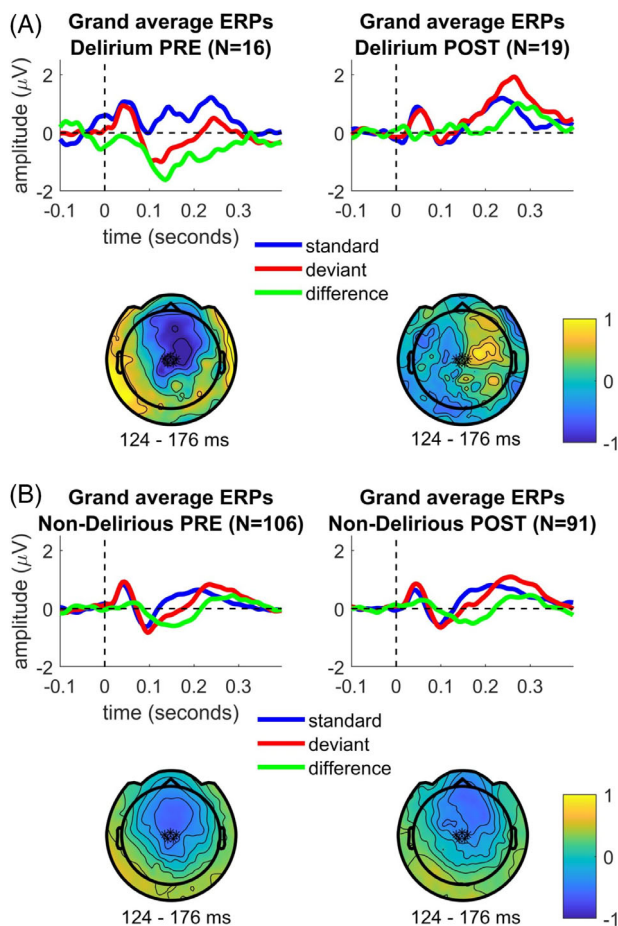 (A)
Grand average ERPs
Delirium PRE (N=16)
Grand average ERPs
Delirium POST (N=19)
amplitude (μV)
2
0
-2
-0.1 0 0.1 0.2 0.3
time (seconds)
2
0
-2
-0.1 0 0.1 0.2 0.3
standard
deviant
difference
124 - 176 ms
124 - 176 ms
1
0
-1
(B)
Grand average ERPs
Non-Delirious PRE (N=106)
Grand average ERPs
Non-Delirious POST (N=91)
amplitude (μV)
2
0
-2
-0.1 0 0.1 0.2 0.3
time (seconds)
2
0
-2
-0.1 0 0.1 0.2 0.3
standard
deviant
difference
124 - 176 ms
124 - 176 ms
1
0
-1